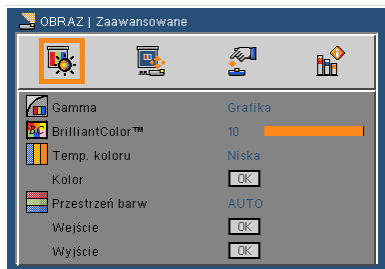 OBRAZ | Zaawansowane
Gamma Grafika
BrilliantColor™ 10
Temp. koloru Niska
Kolor OK
Przestrzeń barw AUTO
Wejście OK
Wyjście OK